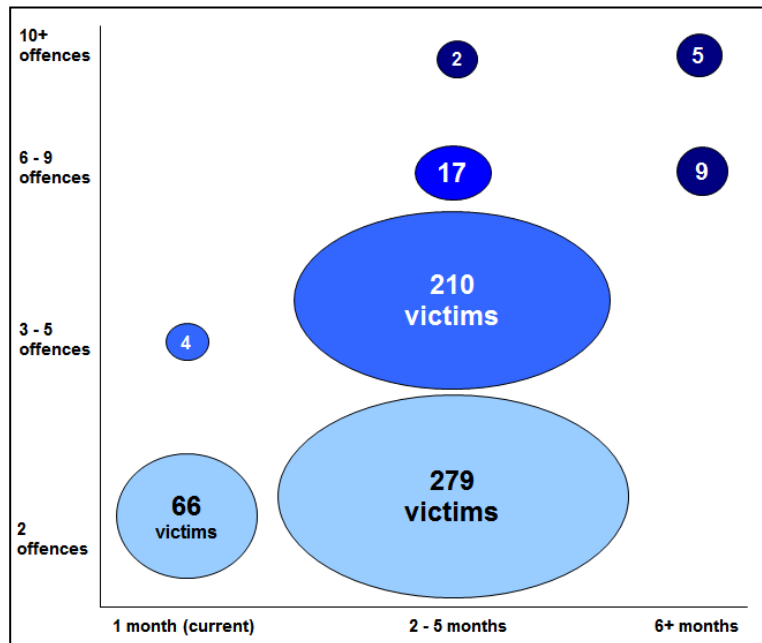 10+
offences
2
5
6 - 9
offences
17
9
210
victims
3 - 5
offences
4
279
victims
66
victims
2
offences
1 month (current)
2 - 5 months
6+ months